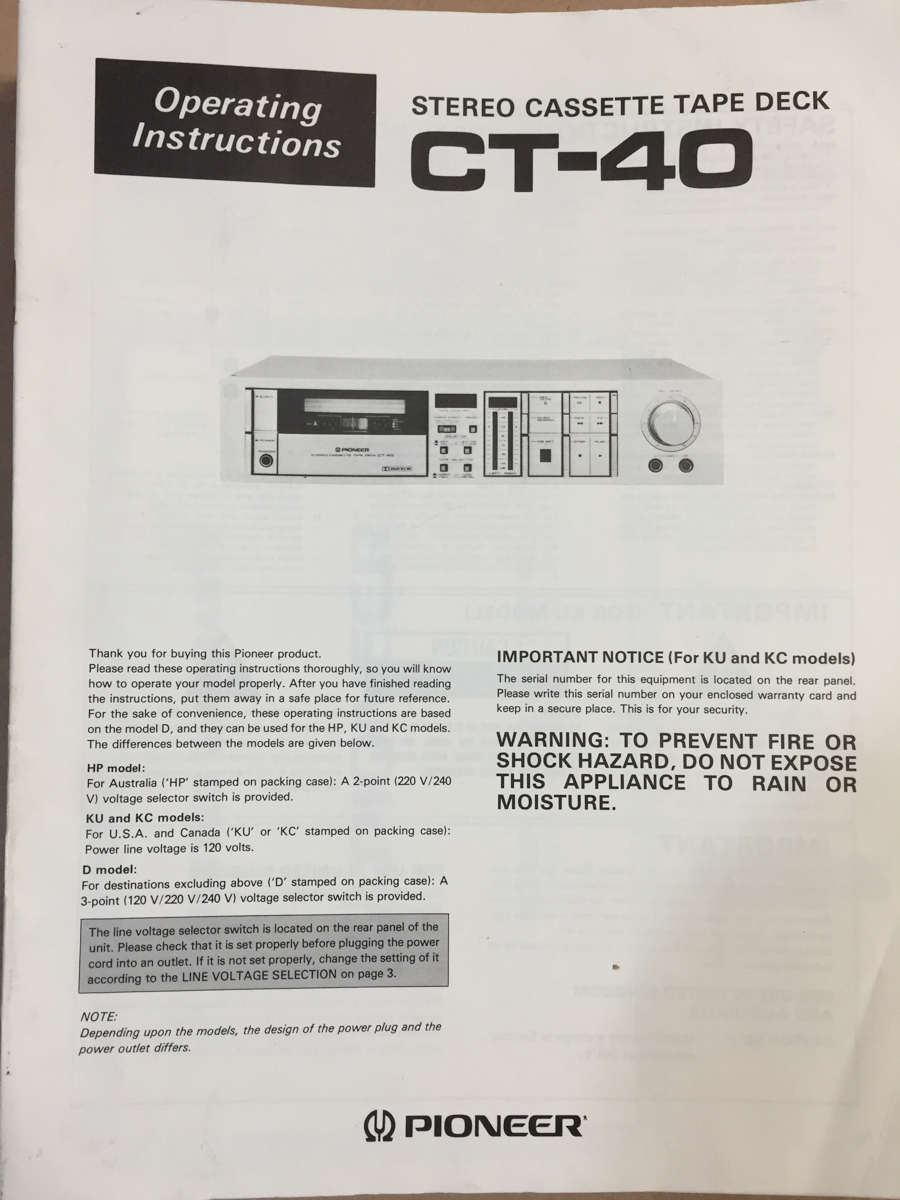 Operating
Instructions
STEREO CASSETTE TAPE DECK
CT-40
PIONEER
STEREO CASSETTE TAPE DECK CT-40
LEFT RIGHT
Thank you for buying this Pioneer product.
Please read these operating instructions thoroughly, so you will know
how to operate your model properly. After you have finished reading
the instructions, put them away in a safe place for future reference.
For the sake of convenience, these operating instructions are based
on the model D, and they can be used for the HP, KU and KC models.
The differences between the models are given below.
HP model:
For Australia ('HP' stamped on packing case): A 2-point (220 V/240
V) voltage selector switch is provided.
KU and KC models:
For U.S.A. and Canada ('KU' or 'KC' stamped on packing case):
Power line voltage is 120 volts.
D model:
For destinations excluding above ('D' stamped on packing case): A
3-point (120 V/220 V/240 V) voltage selector switch is provided.
The line voltage selector switch is located on the rear panel of the
unit. Please check that it is set properly before plugging the power
cord into an outlet. If it is not set properly, change the setting of it
according to the LINE VOLTAGE SELECTION on page 3.
NOTE:
Depending upon the models, the design of the power plug and the
power outlet differs.
IMPORTANT NOTICE (For KU and KC models)
The serial number for this equipment is located on the rear panel.
Please write this serial number on your enclosed warranty card and
keep in a secure place. This is for your security.
WARNING: TO PREVENT FIRE OR
SHOCK HAZARD, DO NOT EXPOSE
THIS APPLIANCE TO RAIN OR
MOISTURE.
PIONEER